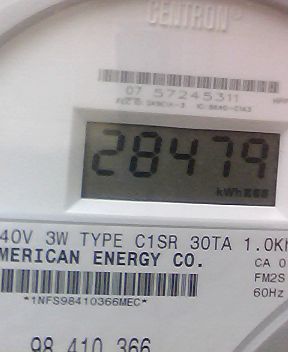 CENTRON®
07 57245311
28479
kWh
40V 3W TYPE C1SR 30TA 1.0Kh
MERICAN ENERGY CO.
CA 0
FM2S
60Hz
*1NFS98410366MEC*
98 410 366